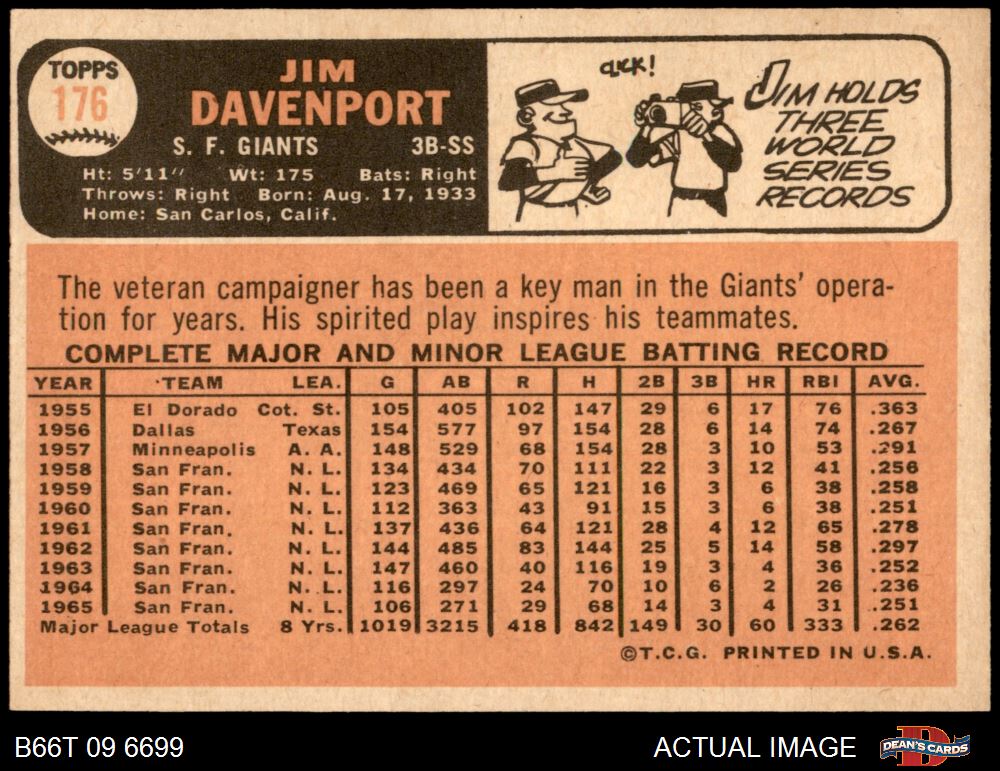 TOPPS
176
JIM
DAVENPORT
S. F. GIANTS 3B-SS
Ht: 5'11" Wt: 175 Bats: Right
Throws: Right Born: Aug. 17, 1933
Home: San Carlos, Calif.
CLICK!
JIM HOLDS
THREE
WORLD
SERIES
RECORDS
The veteran campaigner has been a key man in the Giants' opera-
tion for years. His spirited play inspires his teammates.
COMPLETE MAJOR AND MINOR LEAGUE BATTING RECORD
YEAR TEAM LEA. G AB R H 2B 3B HR RBI AVG.
1955 El Dorado Cot. St. 105 405 102 147 29 6 17 76 .363
1956 Dallas Texas 154 577 97 154 28 6 14 74 .267
1957 Minneapolis A. A. 148 529 68 154 28 3 10 53 .291
1958 San Fran. N. L. 134 434 70 111 22 3 12 41 .256
1959 San Fran. N. L. 123 469 65 121 16 3 6 38 .258
1960 San Fran. N. L. 112 363 43 91 15 3 6 38 .251
1961 San Fran. N. L. 137 436 64 121 28 4 12 65 .278
1962 San Fran. N. L. 144 485 83 144 25 5 14 58 .297
1963 San Fran. N. L. 147 460 40 116 19 3 4 36 .252
1964 San Fran. N. L. 116 297 24 70 10 6 2 26 .236
1965 San Fran. N. L. 106 271 29 68 14 3 4 31 .251
Major League Totals 8 Yrs. 1019 3215 418 842 149 30 60 333 .262
©T.C.G. PRINTED IN U.S.A.
B66T 09 6699
ACTUAL IMAGE
DEAN'S CARDS